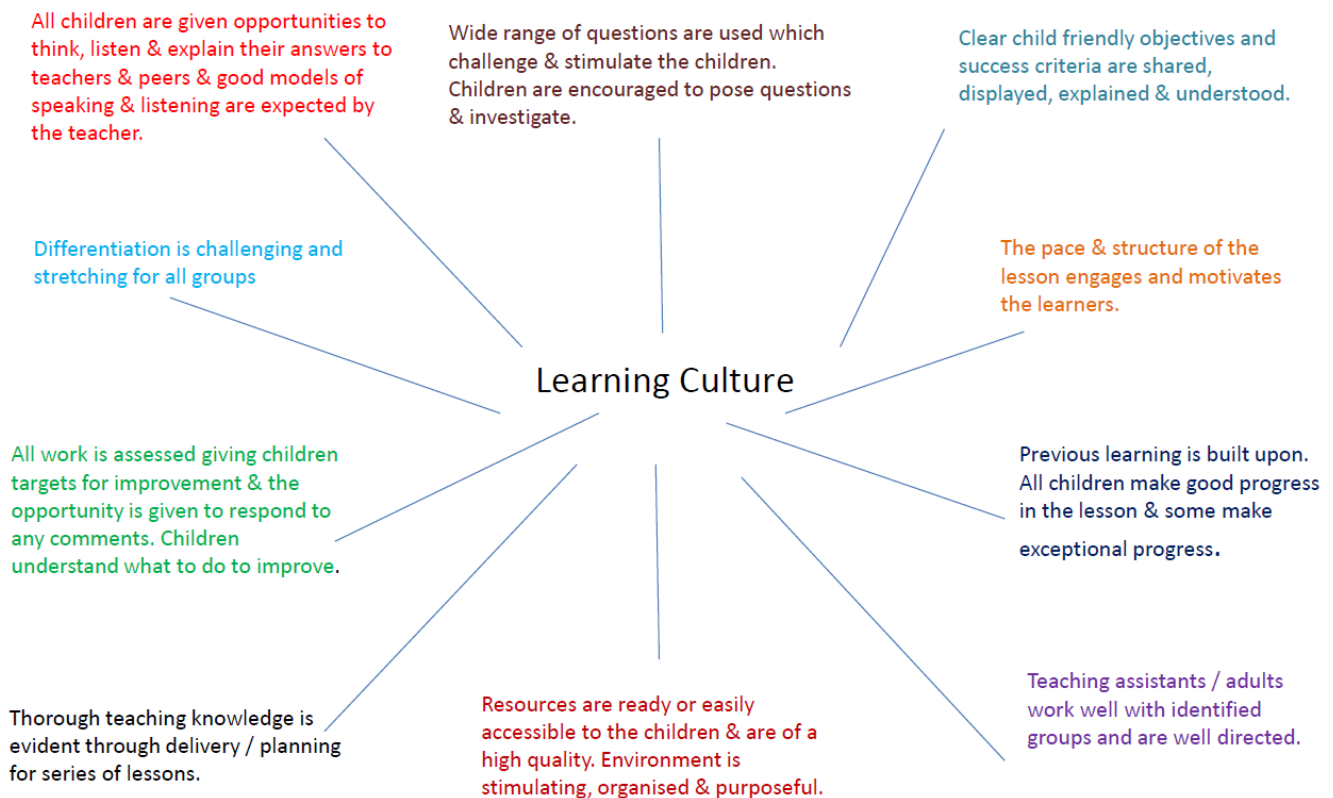 All children are given opportunities to
think, listen & explain their answers to
teachers & peers & good models of
speaking & listening are expected by
the teacher.
Wide range of questions are used which
challenge & stimulate the children.
Children are encouraged to pose questions
& investigate.
Clear child friendly objectives and
success criteria are shared,
displayed, explained & understood.
Differentiation is challenging and
stretching for all groups
The pace & structure of the
lesson engages and motivates
the learners.
Learning Culture
All work is assessed giving children
targets for improvement & the
opportunity is given to respond to
any comments. Children
understand what to do to improve.
Previous learning is built upon.
All children make good progress
in the lesson & some make
exceptional progress.
Thorough teaching knowledge is
evident through delivery / planning
for series of lessons.
Resources are ready or easily
accessible to the children & are of a
high quality. Environment is
stimulating, organised & purposeful.
Teaching assistants / adults
work well with identified
groups and are well directed.